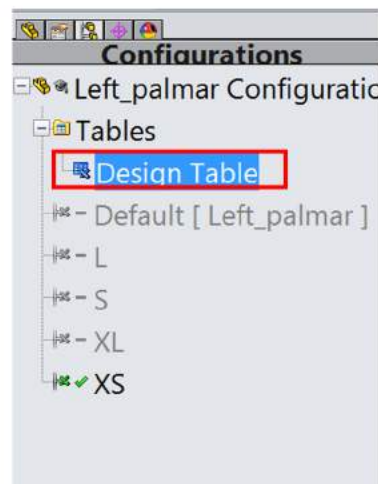 Configurations
Left_palmar Configuratic
Tables
Design Table
Default [ Left_palmar ]
L
S
XL
XS